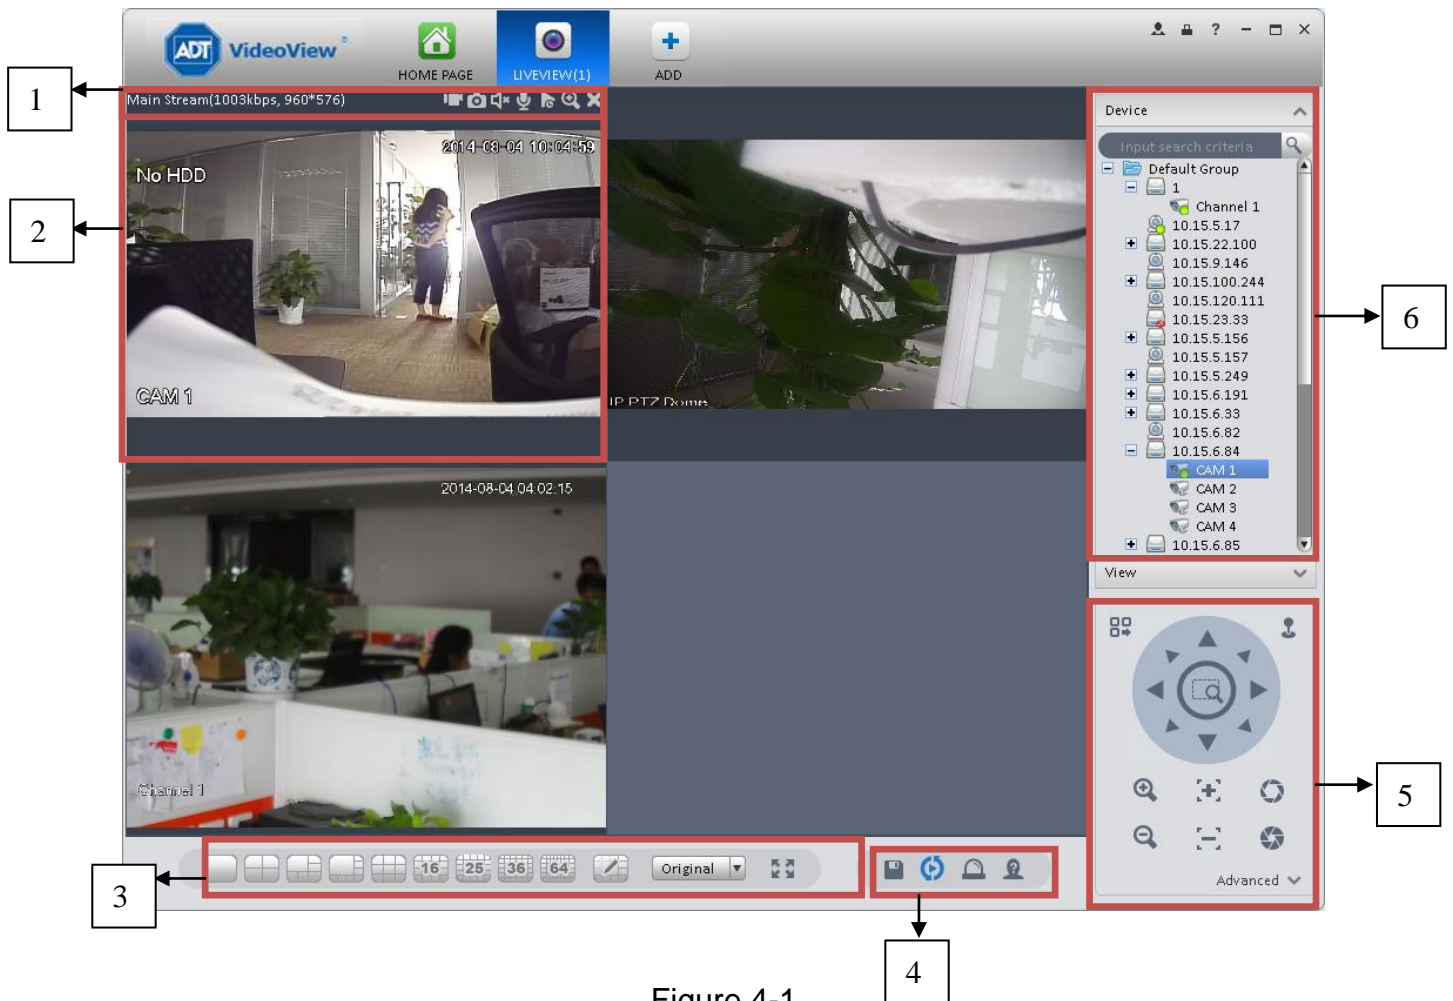 ADT VideoView ®
HOME PAGE
LIVEVIEW(1)
ADD
?
1
Main Stream(1003kbps, 960*576)
2014-08-04 10:04:59
No HDD
CAM 1
2
IP PTZ Dome
2014-08-04 04:02:15
Channel 1
Device
Input search criteria
Default Group
1
Channel 1
10.15.5.17
10.15.22.100
10.15.9.146
10.15.100.244
10.15.120.111
10.15.23.33
10.15.5.156
10.15.5.157
10.15.5.249
10.15.6.191
10.15.6.33
10.15.6.82
10.15.6.84
CAM 1
CAM 2
CAM 3
CAM 4
10.15.6.85
6
View
5
Advanced
3
16 25 36 64
Original
4
Figure 4-1